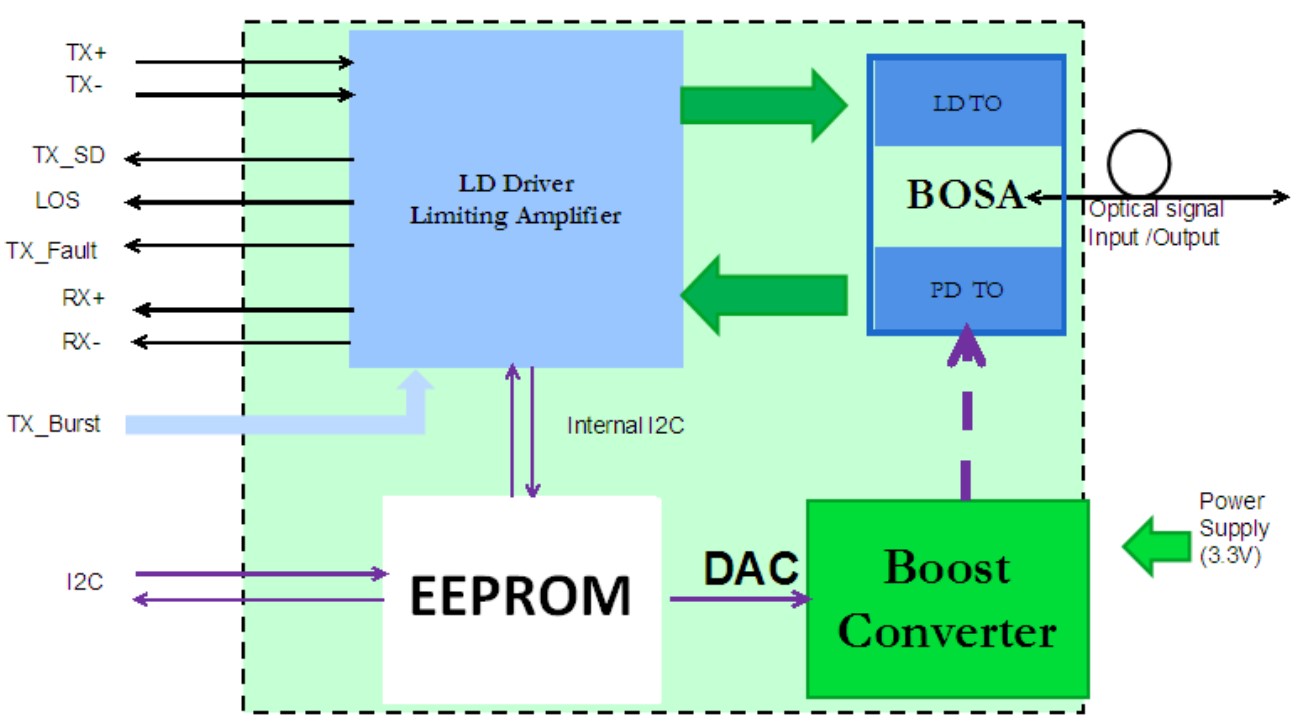 TX+
TX-
TX_SD
LOS
TX_Fault
RX+
RX-
TX_Burst
I2C
LD Driver
Limiting Amplifier
LD TO
BOSA
PD TO
Optical signal
Input /Output
Internal I2C
EEPROM
DAC
Boost
Converter
Power
Supply
(3.3V)